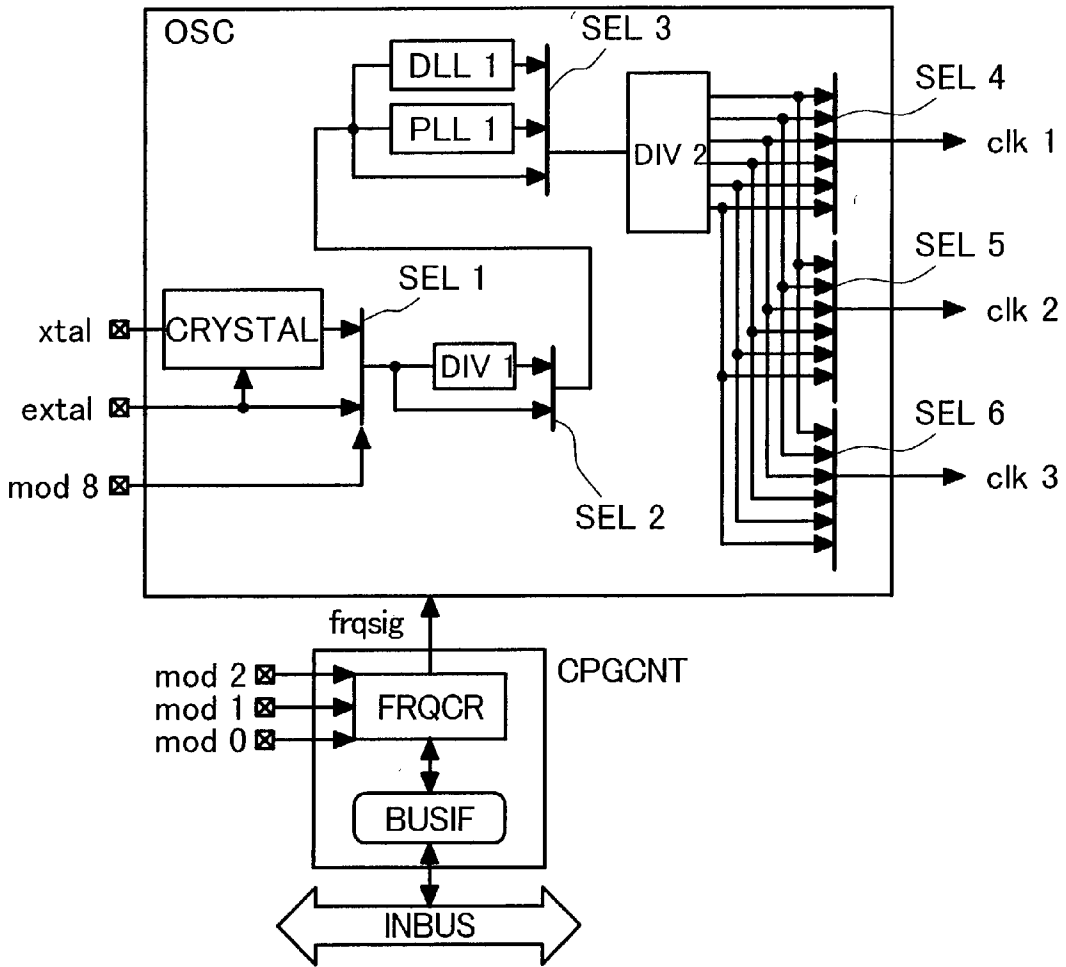 OSC
SEL 3
DLL 1
PLL 1
DIV 2
SEL 4
clk 1
SEL 5
clk 2
SEL 1
xtal
CRYSTAL
DIV 1
extal
SEL 6
mod 8
clk 3
SEL 2
frqsig
CPGCNT
mod 2
mod 1
FRQCR
mod 0
BUSIF
INBUS